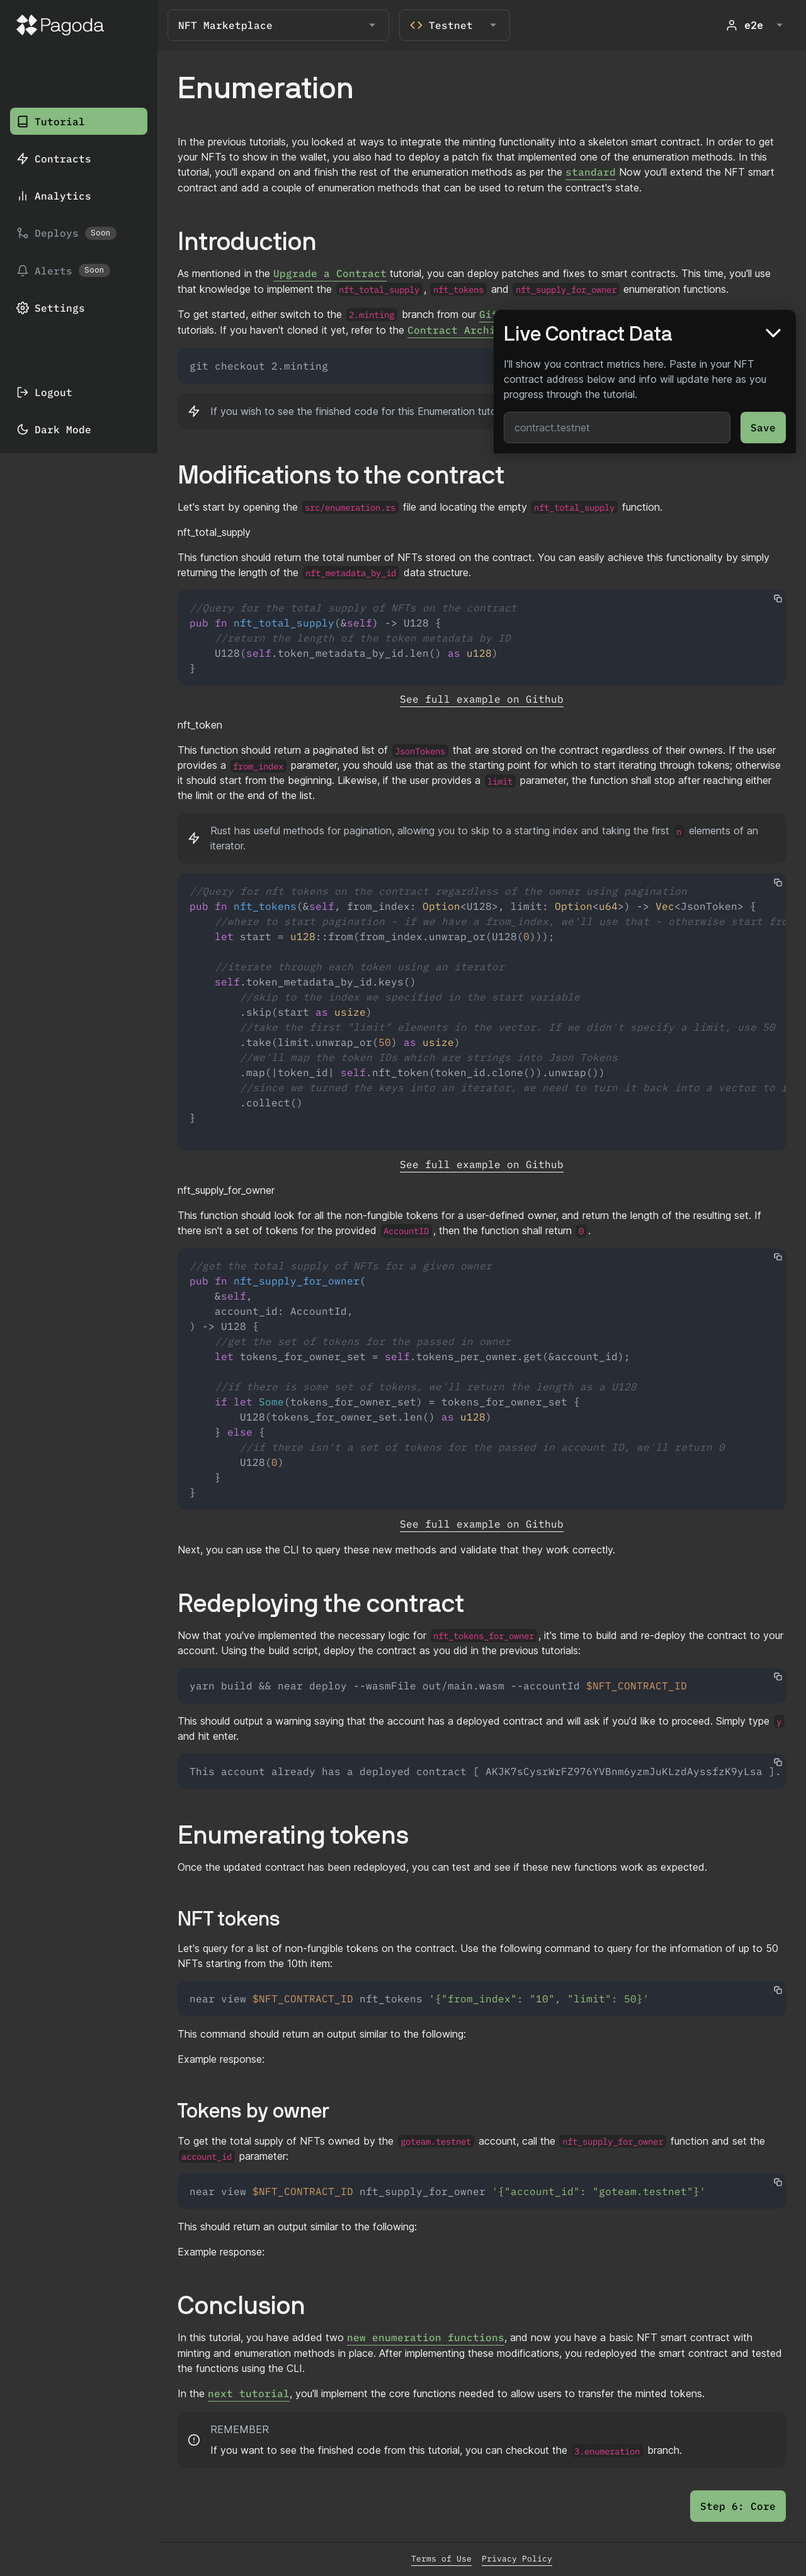 Pagoda
NFT Marketplace
Testnet
e2e
Tutorial
Contracts
Analytics
Deploys Soon
Alerts Soon
Settings
Logout
Dark Mode
Enumeration
In the previous tutorials, you looked at ways to integrate the minting functionality into a skeleton smart contract. In order to get
your NFTs to show in the wallet, you also had to deploy a patch fix that implemented one of the enumeration methods. In this
tutorial, you'll expand on and finish the rest of the enumeration methods as per the standard Now you'll extend the NFT smart
contract and add a couple of enumeration methods that can be used to return the contract's state.
Introduction
As mentioned in the Upgrade a Contract tutorial, you can deploy patches and fixes to smart contracts. This time, you'll use
that knowledge to implement the nft_total_supply, nft_tokens and nft_supply_for_owner enumeration functions.
To get started, either switch to the 2.minting branch from our
tutorials. If you haven't cloned it yet, refer to the Contract
git checkout 2.minting
If you wish to see the finished code for this Enumeration
Live Contract Data
I'll show you contract metrics here. Paste in your NFT
contract address below and info will update here as you
progress through the tutorial.
contract.testnet
Save
Modifications to the contract
Let's start by opening the src/enumeration.rs file and locating the empty nft_total_supply function.
nft_total_supply
This function should return the total number of NFTs stored on the contract. You can easily achieve this functionality by simply
returning the length of the nft_metadata_by_id data structure.
//Query for the total supply of NFTs on the contract
pub fn nft_total_supply(&self) -> U128 {
//return the length of the token metadata by ID
U128(self.token_metadata_by_id.len() as u128)
}
See full example on Github
nft_token
This function should return a paginated list of JsonTokens that are stored on the contract regardless of their owners. If the user
provides a from_index parameter, you should use that as the starting point for which to start iterating through tokens; otherwise
it should start from the beginning. Likewise, if the user provides a limit parameter, the function shall stop after reaching either
the limit or the end of the list.
Rust has useful methods for pagination, allowing you to skip to a starting index and taking the first n elements of an
iterator.
//Query for nft tokens on the contract regardless of the owner using pagination
pub fn nft_tokens(&self, from_index: Option<U128>, limit: Option<u64>) -> Vec<JsonToken> {
//where to start pagination - if we have a from_index, we'll use that - otherwise start
let start = u128::from(from_index.unwrap_or(U128(0)));
//iterate through each token using an iterator
self.token_metadata_by_id.keys()
//skip to the index we specified in the start variable
.skip(start as usize)
//take the first "limit" elements in the vector. If we didn't specify a limit, use 50
.take(limit.unwrap_or(50) as usize)
//we'll map the token IDs which are strings into Json Tokens
.map(|token_id| self.nft_token(token_id.clone()).unwrap())
//since we turned the keys into an iterator, we need to turn it back into a vector to
.collect()
}
See full example on Github
nft_supply_for_owner
This function should look for all the non-fungible tokens for a user-defined owner, and return the length of the resulting set. If
there isn't a set of tokens for the provided AccountID, then the function shall return 0.
//get the total supply of NFTs for a given owner
pub fn nft_supply_for_owner(
&self,
account_id: AccountId,
) -> U128 {
//get the set of tokens for the passed in owner
let tokens_for_owner_set = self.tokens_per_owner.get(&account_id);
//if there is some set of tokens, we'll return the length as a U128
if let Some(tokens_for_owner_set) = tokens_for_owner_set {
U128(tokens_for_owner_set.len() as u128)
} else {
//if there isn't a set of tokens for the passed in account ID, we'll return 0
U128(0)
}
}
See full example on Github
Next, you can use the CLI to query these new methods and validate that they work correctly.
Redeploying the contract
Now that you've implemented the necessary logic for nft_tokens_for_owner, it's time to build and re-deploy the contract to your
account. Using the build script, deploy the contract as you did in the previous tutorials:
yarn build && near deploy --wasmFile out/main.wasm --accountId $NFT_CONTRACT_ID
This should output a warning saying that the account has a deployed contract and will ask if you'd like to proceed. Simply type y
and hit enter.
This account already has a deployed contract [ AKJK7sCysrWrFZ976YVBnm6yzmJuKLzdAyssfzK9yLsa ].
Enumerating tokens
Once the updated contract has been redeployed, you can test and see if these new functions work as expected.
NFT tokens
Let's query for a list of non-fungible tokens on the contract. Use the following command to query for the information of up to 50
NFTs starting from the 10th item:
near view $NFT_CONTRACT_ID nft_tokens '{"from_index": "10", "limit": 50}'
This command should return an output similar to the following:
Example response:
Tokens by owner
To get the total supply of NFTs owned by the goteam.testnet account, call the nft_supply_for_owner function and set the
account_id parameter:
near view $NFT_CONTRACT_ID nft_supply_for_owner '{"account_id": "goteam.testnet"}'
This should return an output similar to the following:
Example response:
Conclusion
In this tutorial, you have added two new enumeration functions, and now you have a basic NFT smart contract with
minting and enumeration methods in place. After implementing these modifications, you redeployed the smart contract and tested
the functions using the CLI.
In the next tutorial, you'll implement the core functions needed to allow users to transfer the minted tokens.
REMEMBER
If you want to see the finished code from this tutorial, you can checkout the 3.enumeration branch.
Step 6: Core
Terms of Use Privacy Policy